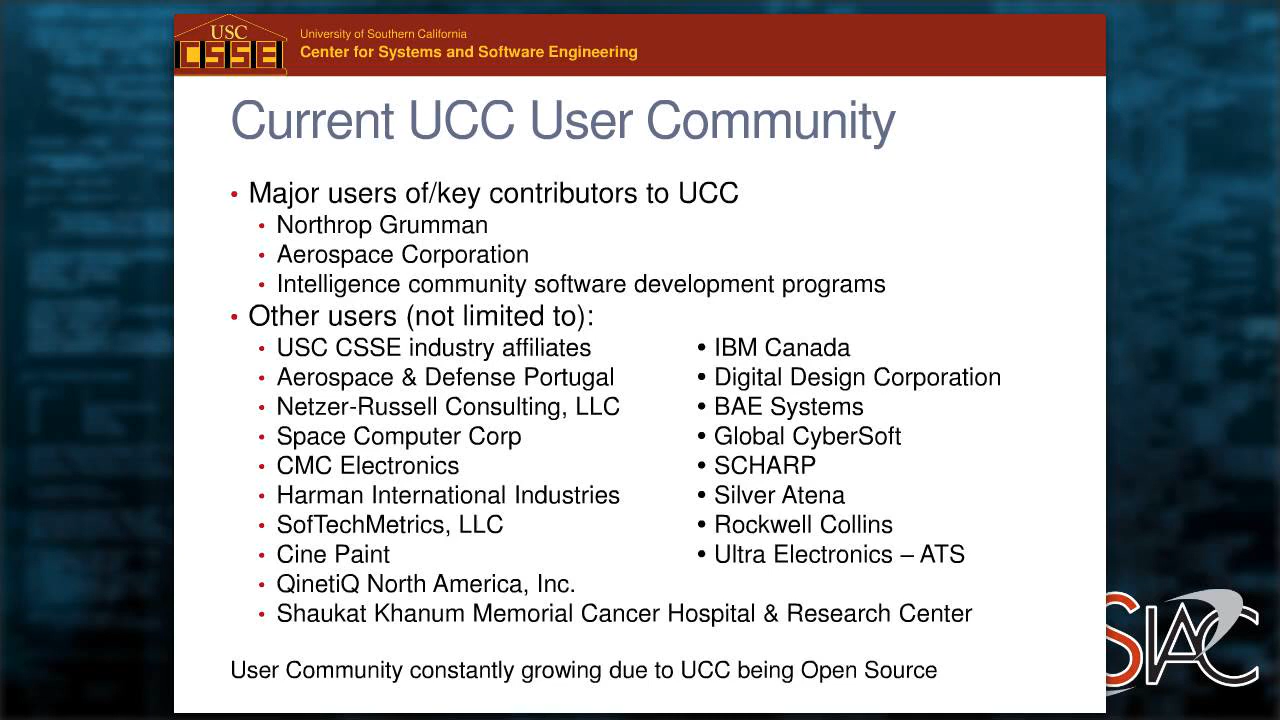 USC
CSSE
University of Southern California
Center for Systems and Software Engineering
Current UCC User Community
• Major users of/key contributors to UCC
• Northrop Grumman
• Aerospace Corporation
• Intelligence community software development programs
• Other users (not limited to):
• USC CSSE industry affiliates
• Aerospace & Defense Portugal
• Netzer-Russell Consulting, LLC
• Space Computer Corp
• CMC Electronics
• Harman International Industries
• SofTechMetrics, LLC
• Cine Paint
• QinetiQ North America, Inc.
• Shaukat Khanum Memorial Cancer Hospital & Research Center
• IBM Canada
• Digital Design Corporation
• BAE Systems
• Global CyberSoft
• SCHARP
• Silver Atena
• Rockwell Collins
• Ultra Electronics – ATS
User Community constantly growing due to UCC being Open Source
SIAC